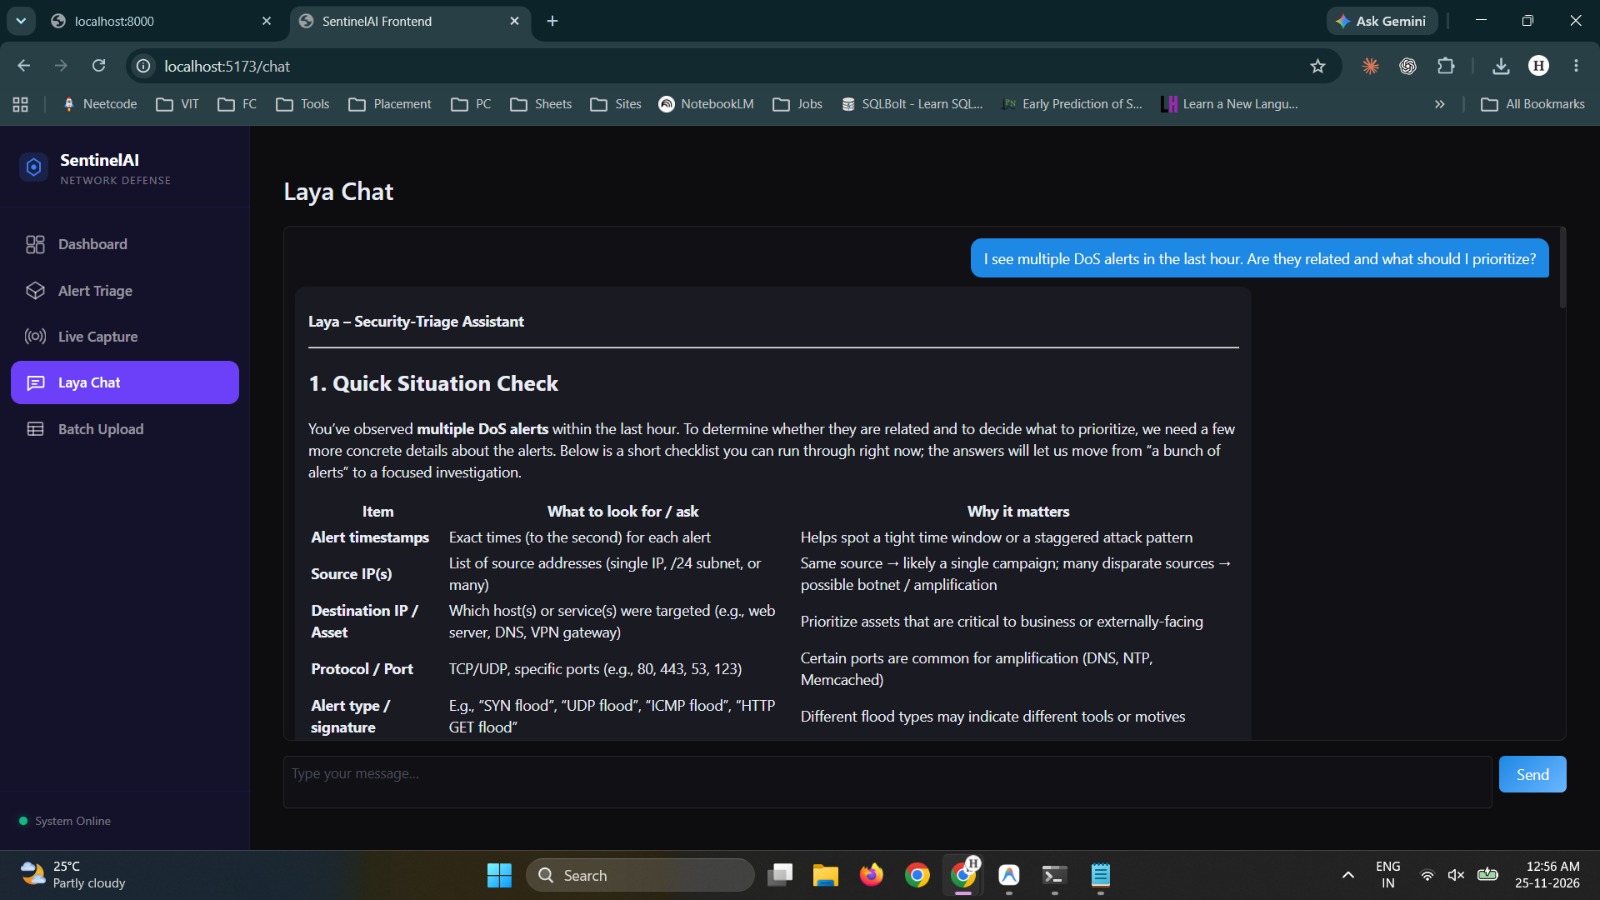 localhost:8000
SentinelAI Frontend
Ask Gemini
localhost:5173/chat
H
Neetcode
VIT
FC
Tools
Placement
PC
Sheets
Sites
NotebookLM
Jobs
SQLBolt - Learn SQL...
Early Prediction of S...
Learn a New Langu...
»
All Bookmarks
SentinelAI
NETWORK DEFENSE
Dashboard
Alert Triage
Live Capture
Laya Chat
Batch Upload
System Online
Laya Chat
I see multiple DoS alerts in the last hour. Are they related and what should I prioritize?
Laya – Security-Triage Assistant
1. Quick Situation Check
You’ve observed multiple DoS alerts within the last hour. To determine whether they are related and to decide what to prioritize, we need a few
more concrete details about the alerts. Below is a short checklist you can run through right now; the answers will let us move from “a bunch of
alerts” to a focused investigation.
Item What to look for / ask Why it matters
Alert timestamps Exact times (to the second) for each alert Helps spot a tight time window or a staggered attack pattern
Source IP(s) List of source addresses (single IP, /24 subnet, or
many)
Same source → likely a single campaign; many disparate sources →
possible botnet / amplification
Destination IP /
Asset
Which host(s) or service(s) were targeted (e.g., web
server, DNS, VPN gateway)
Prioritize assets that are critical to business or externally-facing
Protocol / Port TCP/UDP, specific ports (e.g., 80, 443, 53, 123)
Certain ports are common for amplification (DNS, NTP,
Memcached)
Alert type /
signature
E.g., “SYN flood”, “UDP flood”, “ICMP flood”, “HTTP
GET flood”
Different flood types may indicate different tools or motives
Type your message...
Send
25°C
Partly cloudy
Search
H
ENG
IN
12:56 AM
25-11-2026